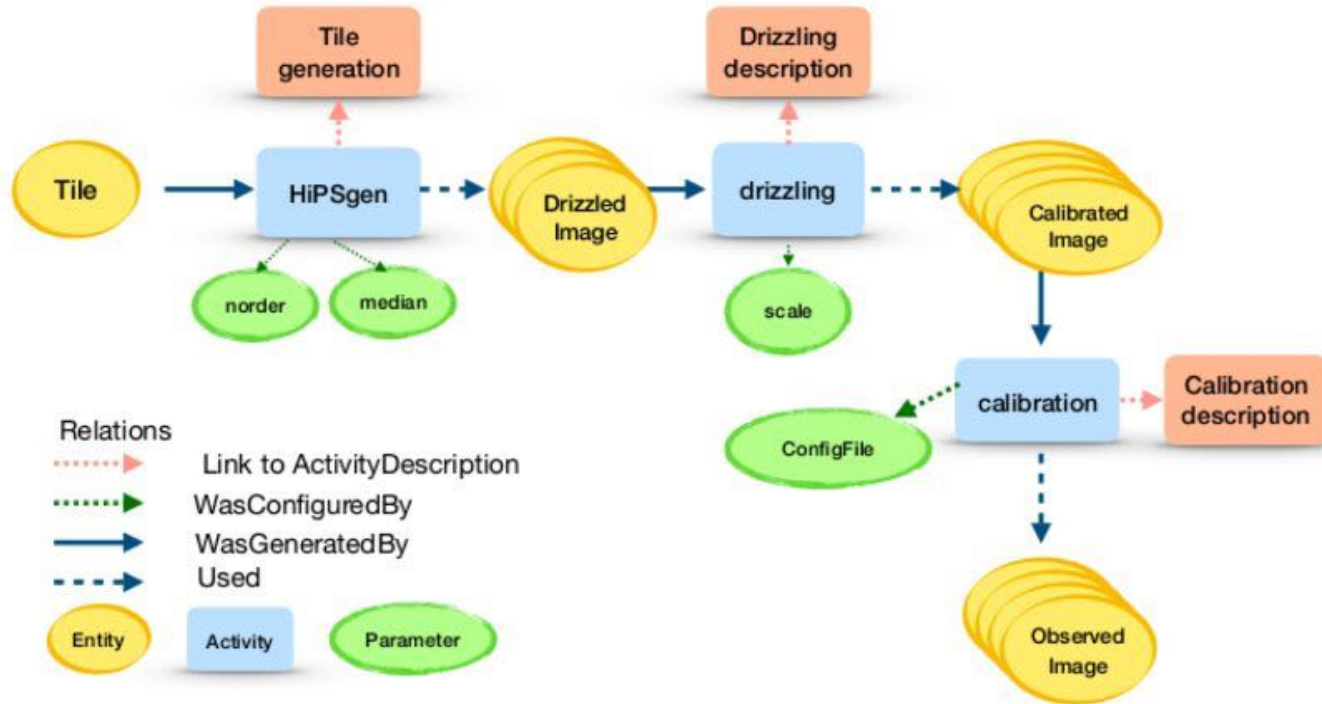 Tile
generation
Drizzling
description
Tile
HiPSgen
Drizzled
Image
drizzling
Calibrated
Image
norder
median
scale
calibration
Calibration
description
ConfigFile
Relations
Link to ActivityDescription
WasConfiguredBy
WasGeneratedBy
Used
Entity
Activity
Parameter
Observed
Image